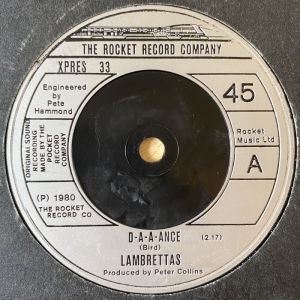 THE ROCKET RECORD COMPANY
XPRES 33
Engineered
by
Pete
Hammond
45
ORIGINAL SOUND
RECORDING
MADE BY THE
ROCKET
RECORD
COMPANY
Rocket
Music Ltd
A
(P) 1980
THE ROCKET
RECORD CO.
D-A-A-ANCE
(2.17)
(Bird)
LAMBRETTAS
Produced by Peter Collins